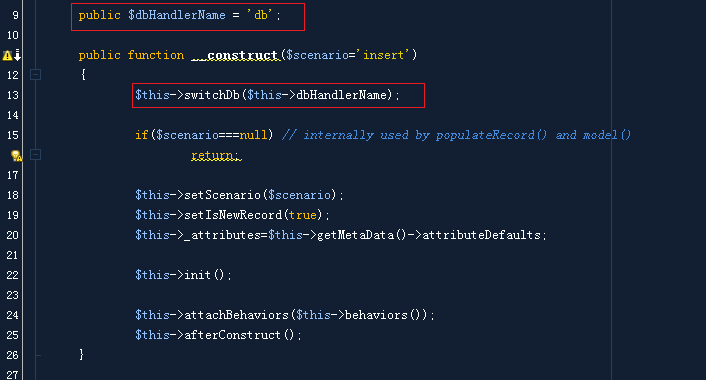 9 public $dbHandlerName = 'db';
10
public function __construct($scenario='insert')
12 {
13 $this->switchDb($this->dbHandlerName);
14
15 if($scenario===null) // internally used by populateRecord() and model()
return;
17
18 $this->setScenario($scenario);
19 $this->setIsNewRecord(true);
20 $this->_attributes=$this->getMetaData()->attributeDefaults;
21
22 $this->init();
23
24 $this->attachBehaviors($this->behaviors());
25 $this->afterConstruct();
26 }
27